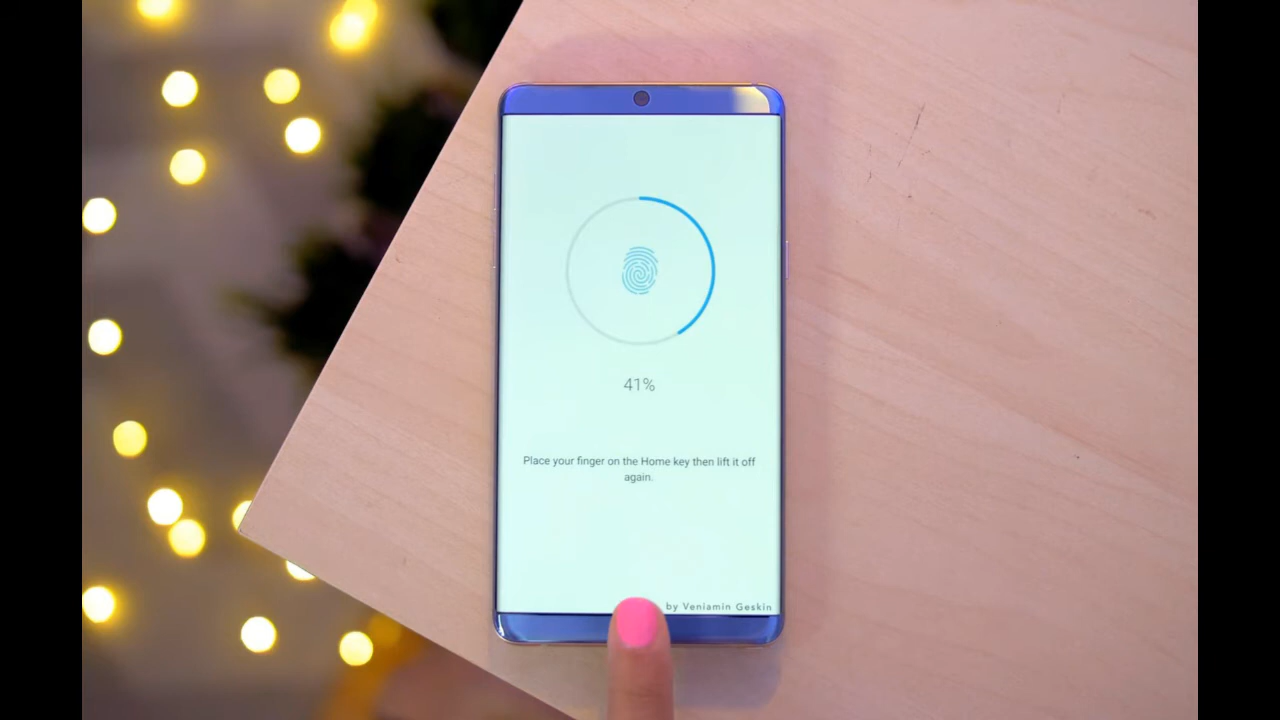 41%
Place your finger on the Home key then lift it off
again.
by Veniamin Geskin